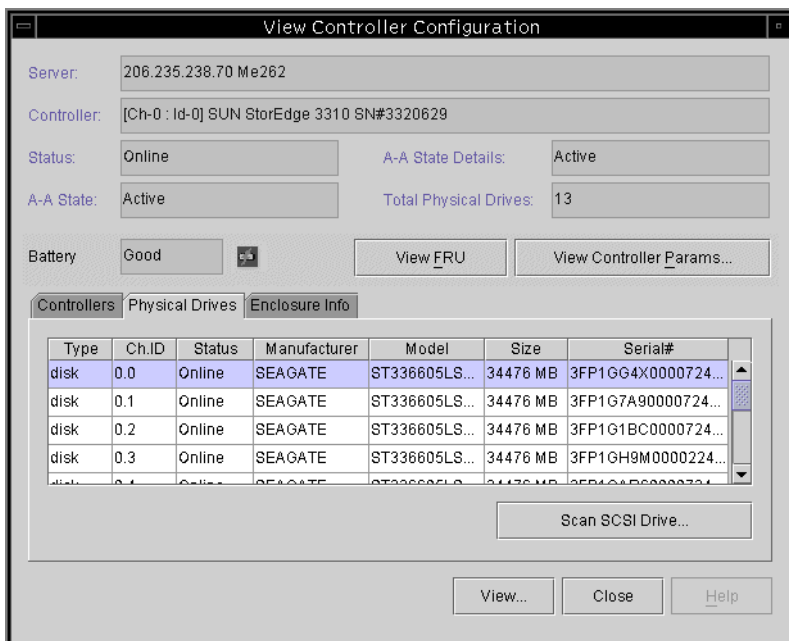 View Controller Configuration
Server: 206.235.238.70 Me262
Controller: [Ch-0 : Id-0] SUN StorEdge 3310 SN#3320629
Status: Online A-A State Details: Active
A-A State: Active Total Physical Drives: 13
Battery Good View FRU View Controller Params...
Controllers Physical Drives Enclosure Info
Type Ch.ID Status Manufacturer Model Size Serial#
disk 0.0 Online SEAGATE ST336605LS... 34476 MB 3FP1GG4X0000724...
disk 0.1 Online SEAGATE ST336605LS... 34476 MB 3FP1G7A90000724...
disk 0.2 Online SEAGATE ST336605LS... 34476 MB 3FP1G1BC0000724...
disk 0.3 Online SEAGATE ST336605LS... 34476 MB 3FP1GH9M0000224...
Scan SCSI Drive...
View... Close Help